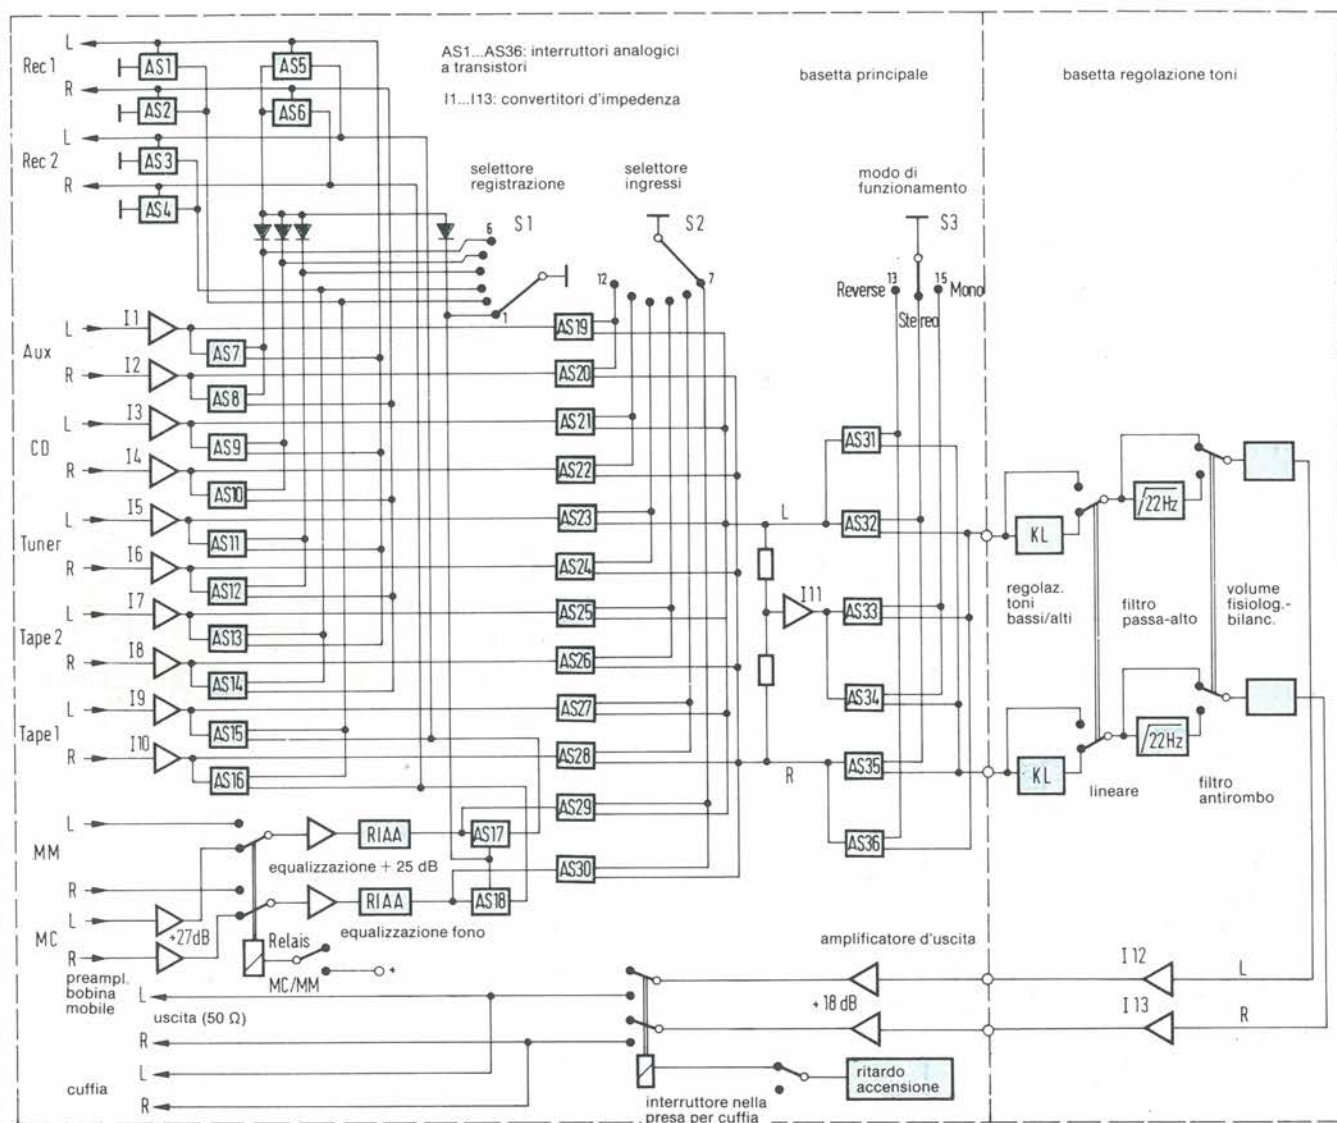 L
Rec 1
R
AS1
AS2
AS5
AS6
L
Rec 2
R
AS3
AS4
AS1...AS36: interruttori analogici
a transistori
I1...I13: convertitori d'impedenza
basetta principale
basetta regolazione toni
selettore
registrazione
S1
6
1
selettore
ingressi
S2
12
7
modo di
funzionamento
S3
13
15
Reverse
Mono
Stereo
Aux
L
I1
AS7
AS19
R
I2
AS8
AS20
CD
L
I3
AS9
AS21
R
I4
AS10
AS22
Tuner
L
I5
AS11
AS23
R
I6
AS12
AS24
Tape 2
L
I7
AS13
AS25
R
I8
AS14
AS26
Tape 1
L
I9
AS15
AS27
R
I10
AS16
AS28
AS29
AS30
L
R
I11
AS31
AS32
AS33
AS34
AS35
AS36
KL
22Hz
regolaz.
toni
bassi/alti
filtro
passa-alto
volume
fisiolog.-
bilanc.
KL
22Hz
lineare
filtro
antirombo
MM
L
R
RIAA
AS17
equalizzazione + 25 dB
RIAA
AS18
equalizzazione fono
MC
L
R
+27dB
Relais
MC/MM
+
preampl.
bobina
mobile
L
uscita (50 Ω)
R
cuffia
L
R
amplificatore d'uscita
+ 18 dB
I12
L
I13
R
ritardo
accensione
interruttore nella
presa per cuffia